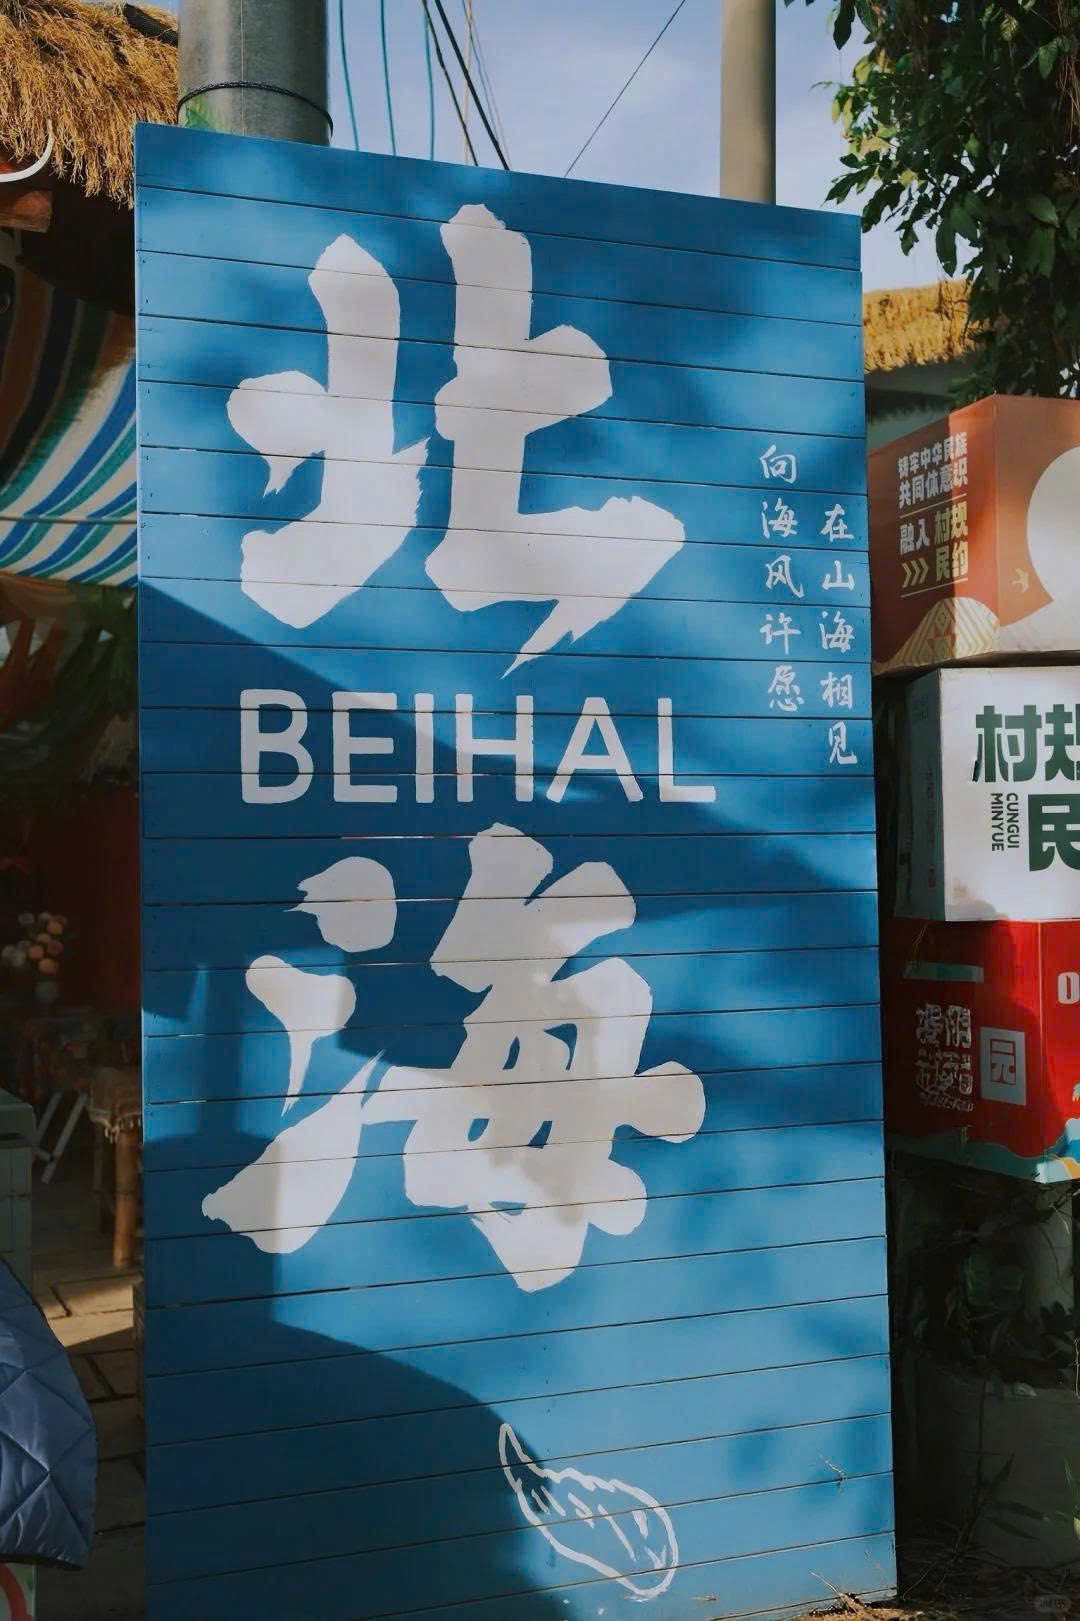 北
BEIHAL
海
向海风许愿
在山海相见
铸牢中华民族
共同体意识
融入 村规
民约
村规
民
CUNGUI
MINYUE